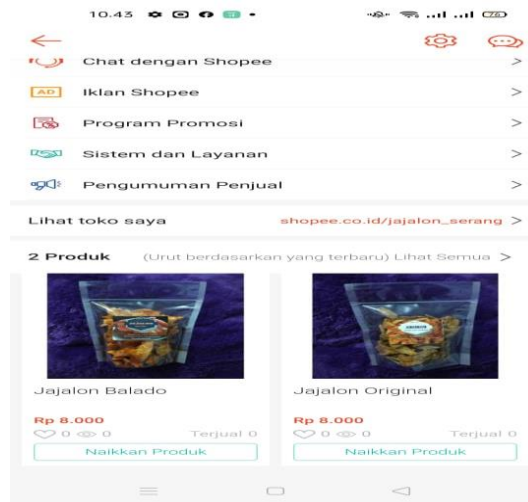 10.43
Chat dengan Shopee >
AD Iklan Shopee >
Program Promosi >
Sistem dan Layanan >
Pengumuman Penjual >
Lihat toko saya shopee.co.id/jajalon_serang >
2 Produk (Urut berdasarkan yang terbaru) Lihat Semua >
Jajalon Balado
Rp 8.000
0 0 Terjual 0
Naikkan Produk
Jajalon Original
Rp 8.000
0 0 Terjual 0
Naikkan Produk